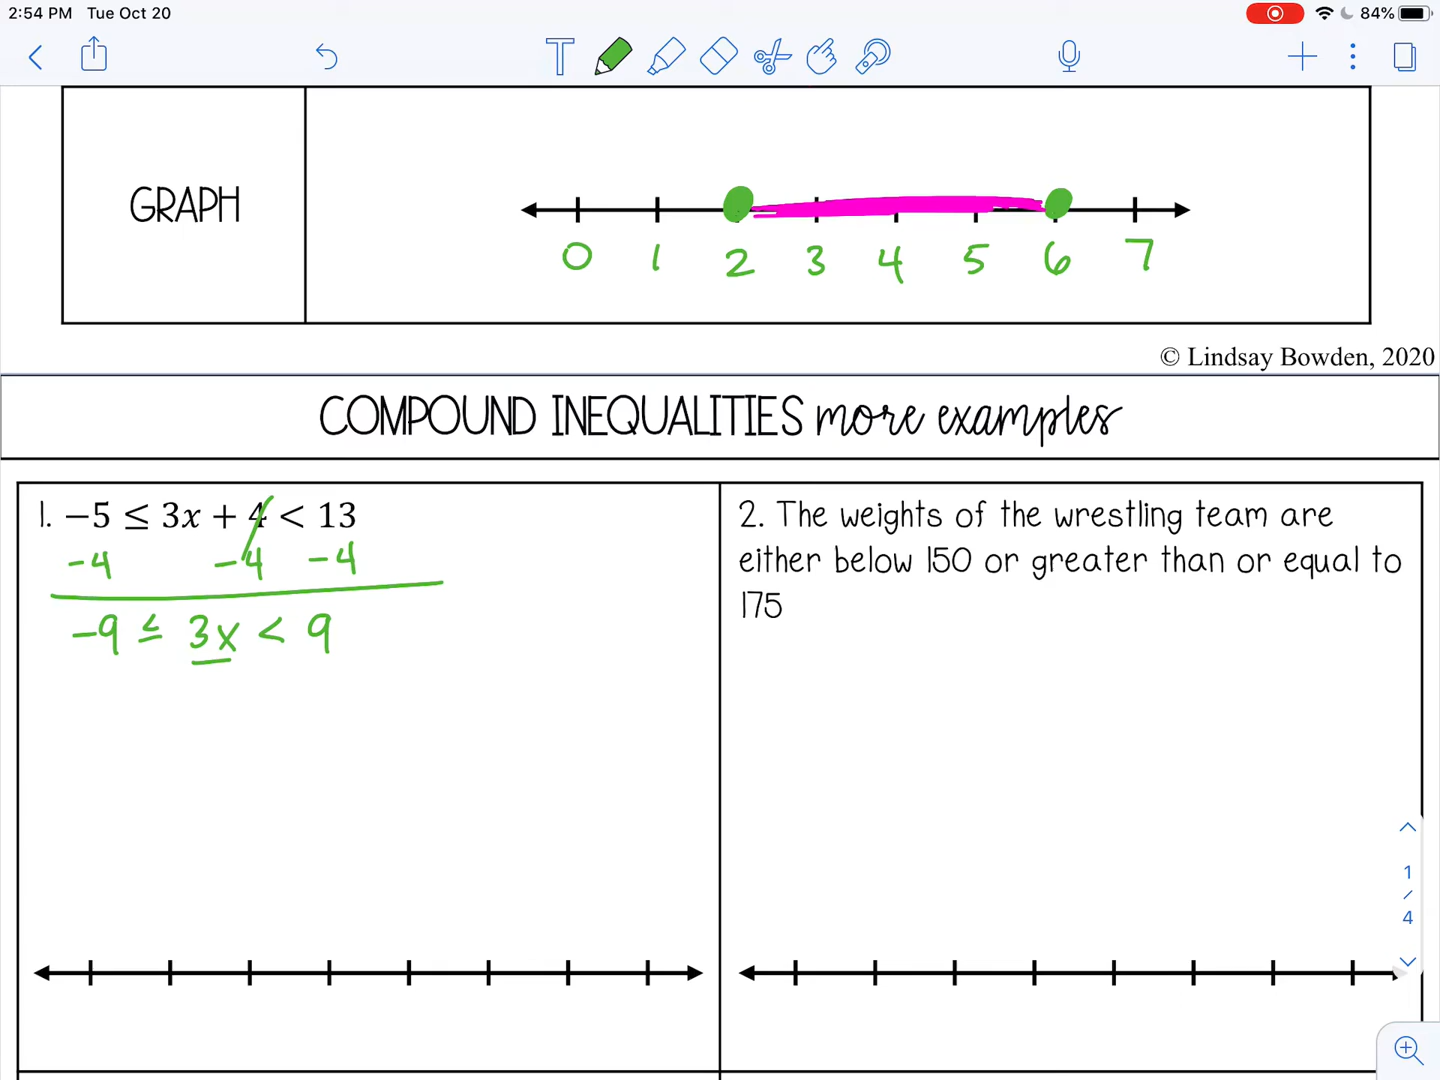 2:54 PM Tue Oct 20
84%
GRAPH
0 1 2 3 4 5 6 7
© Lindsay Bowden, 2020
COMPOUND INEQUALITIES more examples
1. −5 ≤ 3x + 4 < 13
-4 -4 -4
-9 ≤ 3x < 9
2. The weights of the wrestling team are
either below 150 or greater than or equal to
175
1
/
4